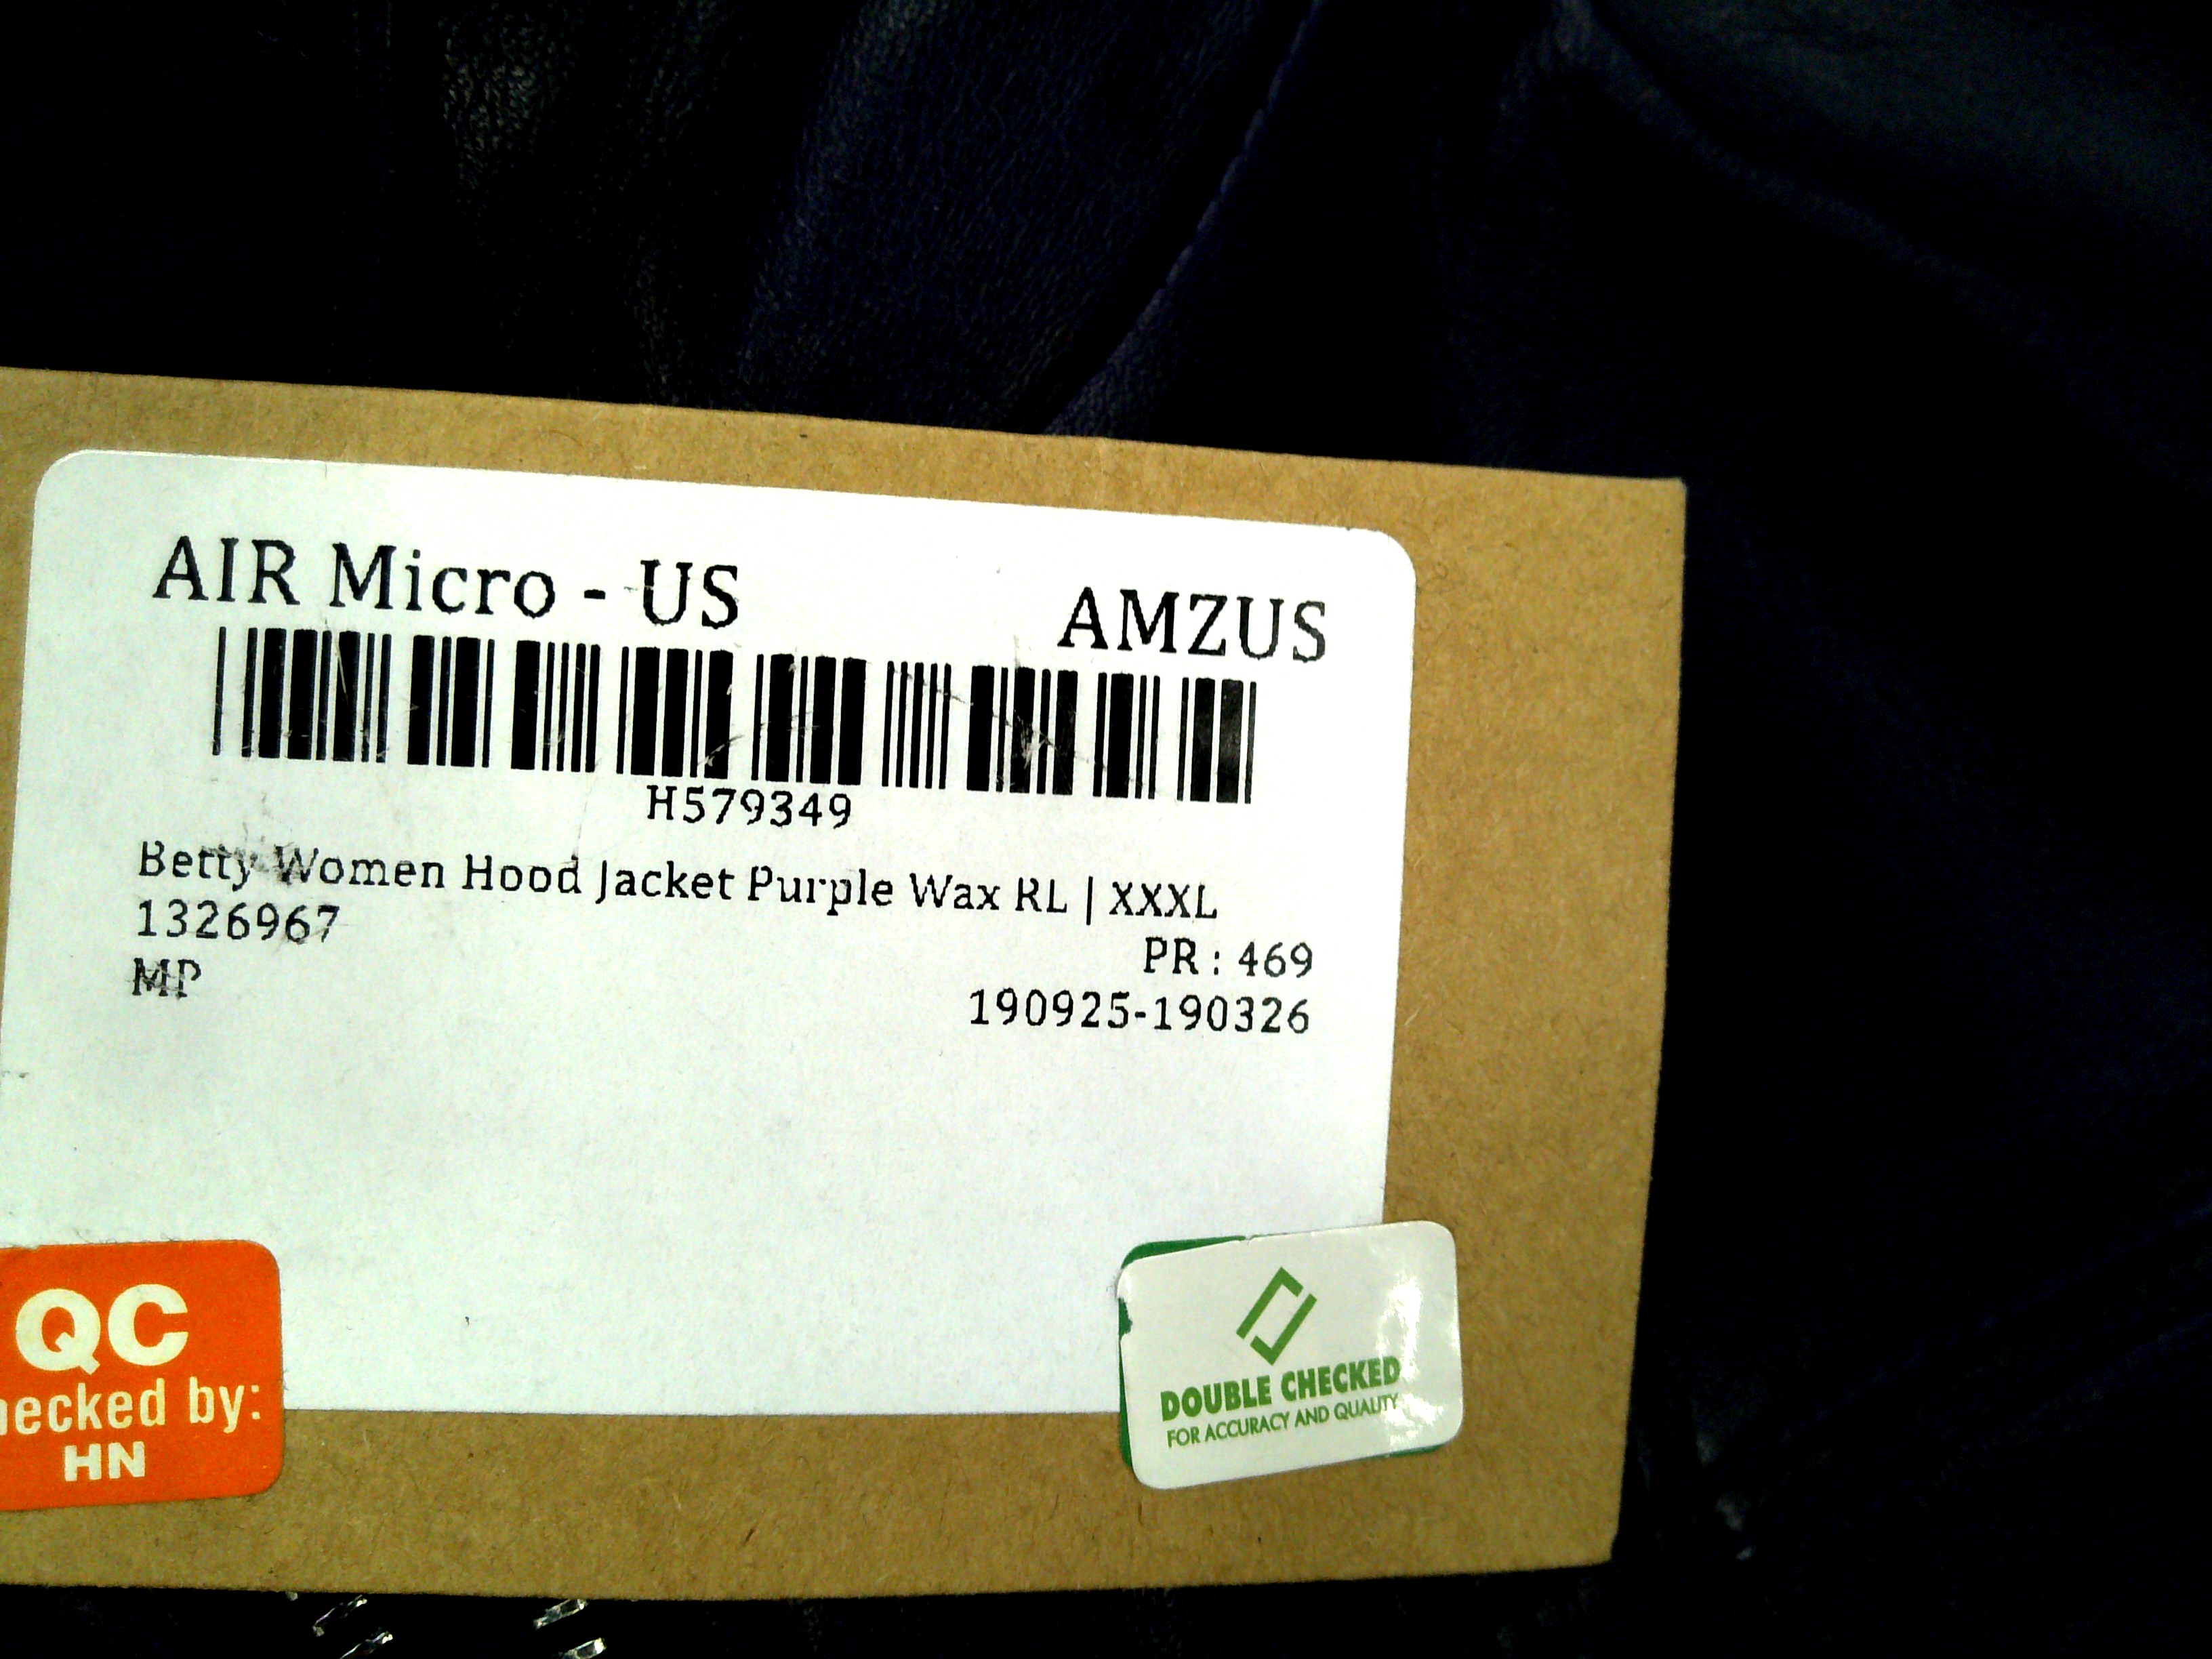 AIR Micro - US
AMZUS
H579349
Betty Women Hood Jacket Purple Wax RL | XXXL
1326967
PR : 469
MP
190925-190326
QC
hecked by:
HN
DOUBLE CHECKED
FOR ACCURACY AND QUALITY